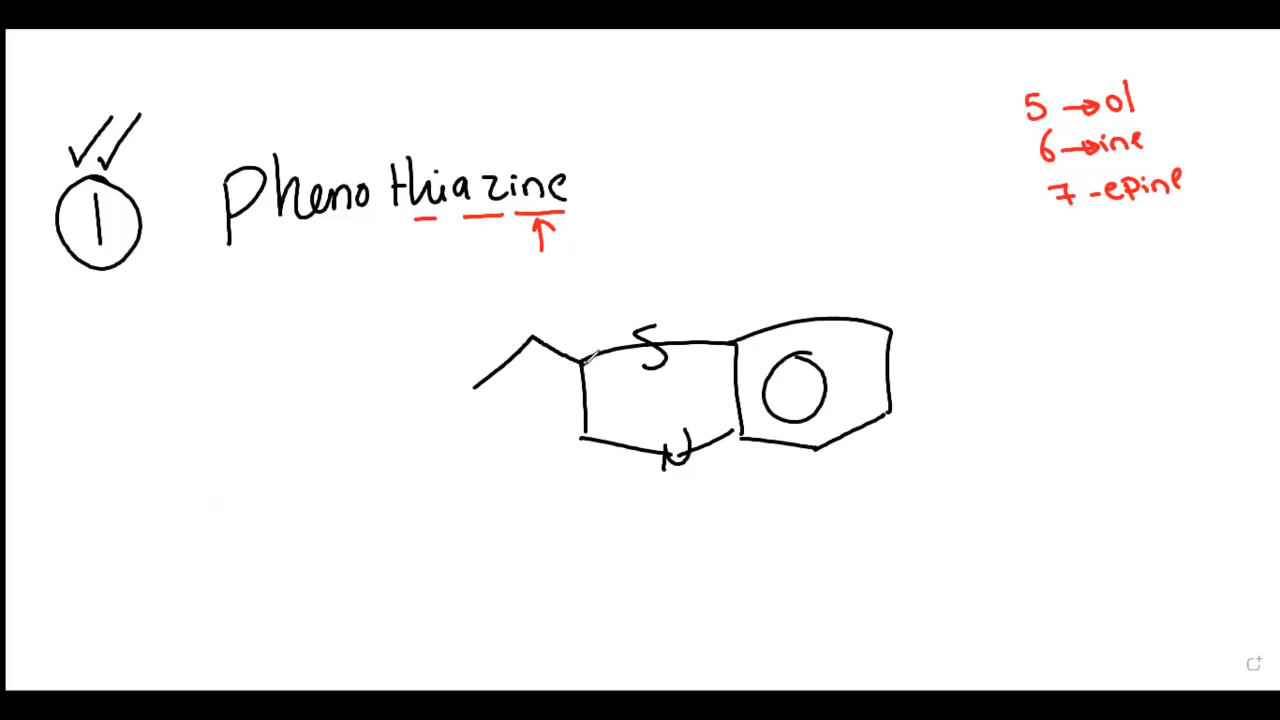 5 → ol
6 → ine
7 - epine
1 Phenothiazine
S
N